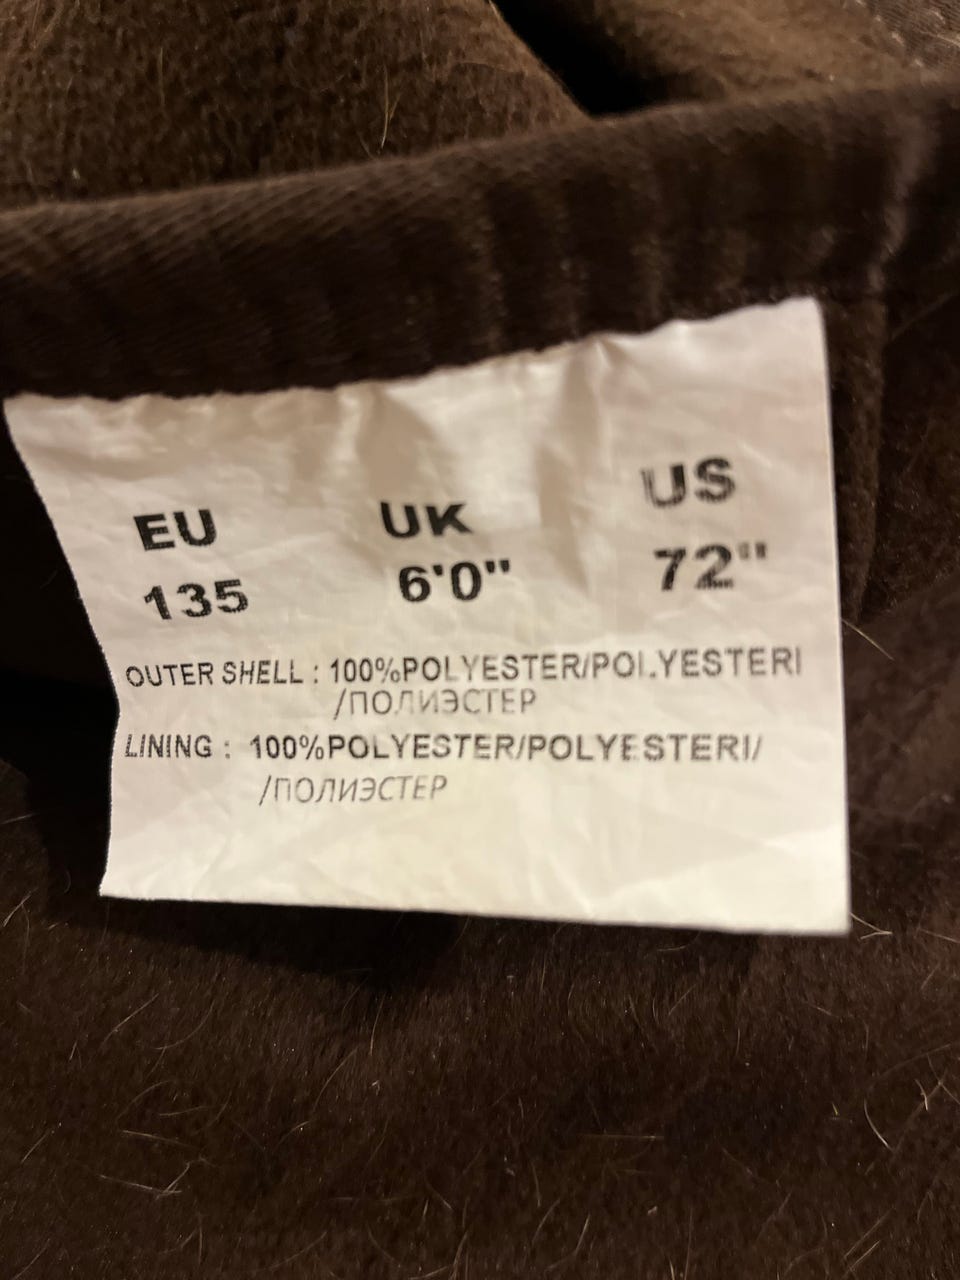 EU UK US
135 6'0" 72"
OUTER SHELL : 100%POLYESTER/POLYESTERI
/ПОЛИЭСТЕР
LINING : 100%POLYESTER/POLYESTERI/
/ПОЛИЭСТЕР